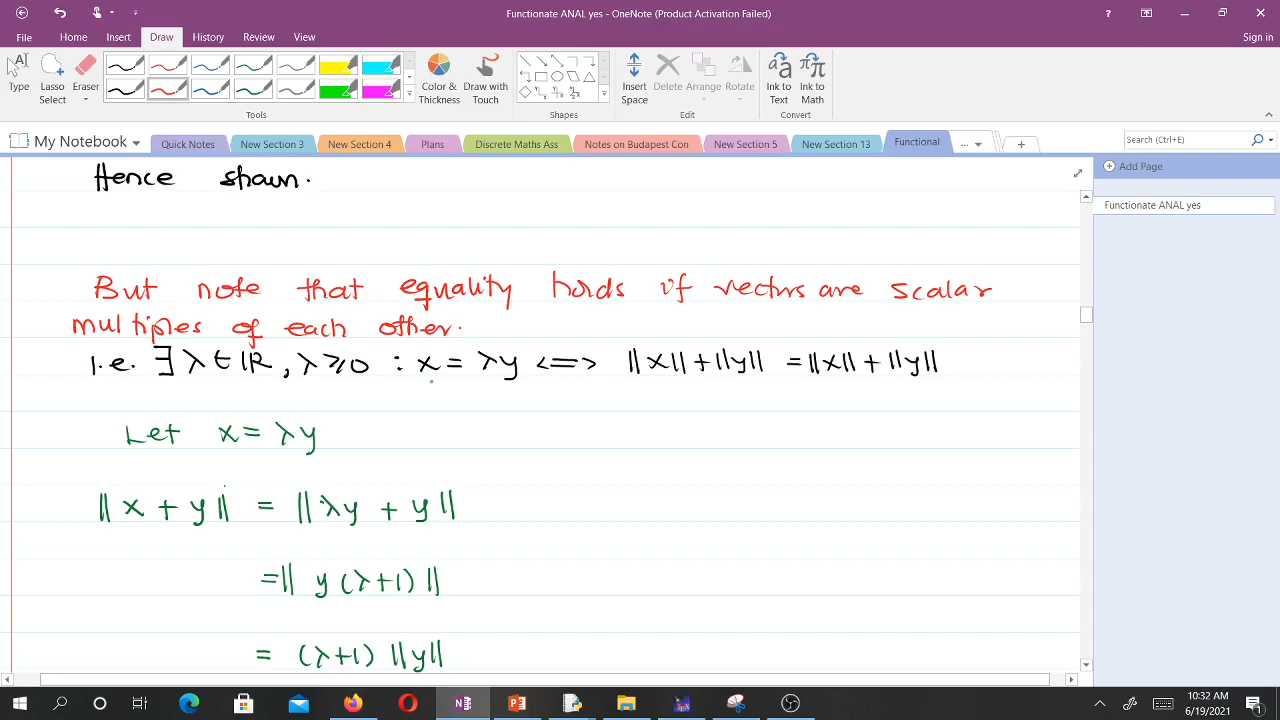 Functionate ANAL yes - OneNote (Product Activation Failed)
File Home Insert Draw History Review View
Sign in
Type
Lasso Select
Eraser
Color & Thickness
Draw with Touch
Insert Space
Delete
Arrange
Rotate
Ink to Text
Ink to Math
Tools
Shapes
Edit
Convert
My Notebook
Quick Notes
New Section 3
New Section 4
Plans
Discrete Maths Ass
Notes on Budapest Con
New Section 5
New Section 13
Functional
...
Search (Ctrl+E)
Add Page
Functionate ANAL yes
Hence shown.
But note that equality holds if vectors are scalar
multiples of each other.
i.e. ∃ λ ∈ ℝ, λ ≥ 0 : x = λy <=> ||x|| + ||y|| = ||x|| + ||y||
Let x = λy
||x + y|| = ||λy + y||
= || y (λ+1) ||
= (λ+1) ||y||
10:32 AM
6/19/2021